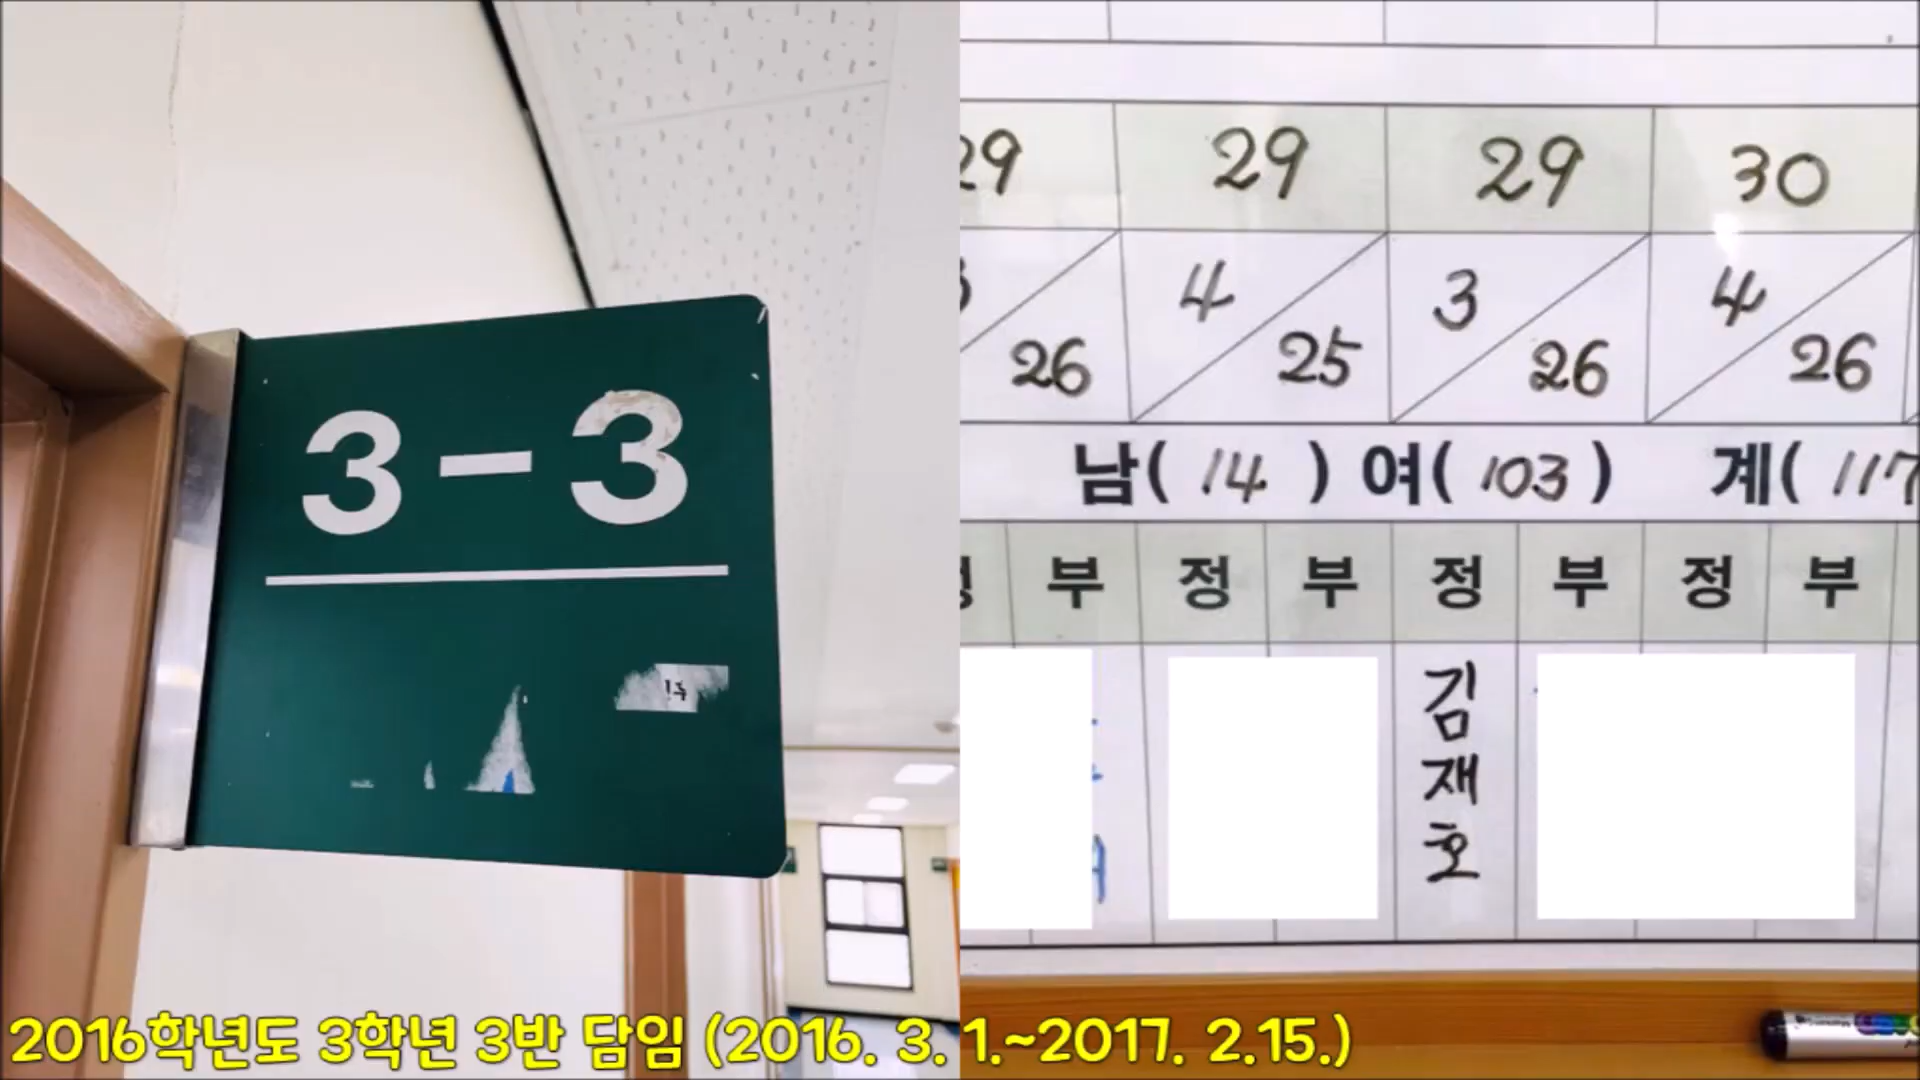 3-3
29 29 29 30
26 4 25 3 26 4 26
남( 14 ) 여( 103 ) 계( 117
부 정 부 정 부 정 부
김재호
2016학년도 3학년 3반 담임 (2016. 3. 1.~2017. 2.15.)